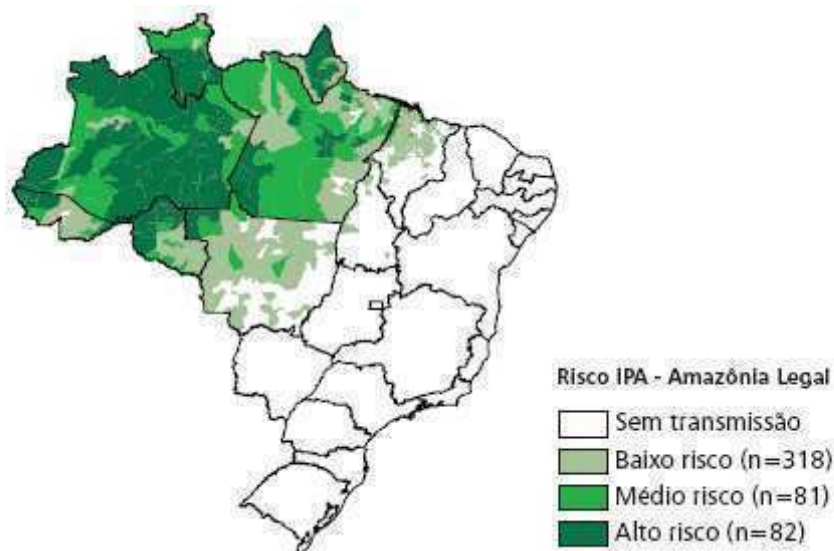 Risco IPA - Amazônia Legal
Sem transmissão
Baixo risco (n=318)
Médio risco (n=81)
Alto risco (n=82)